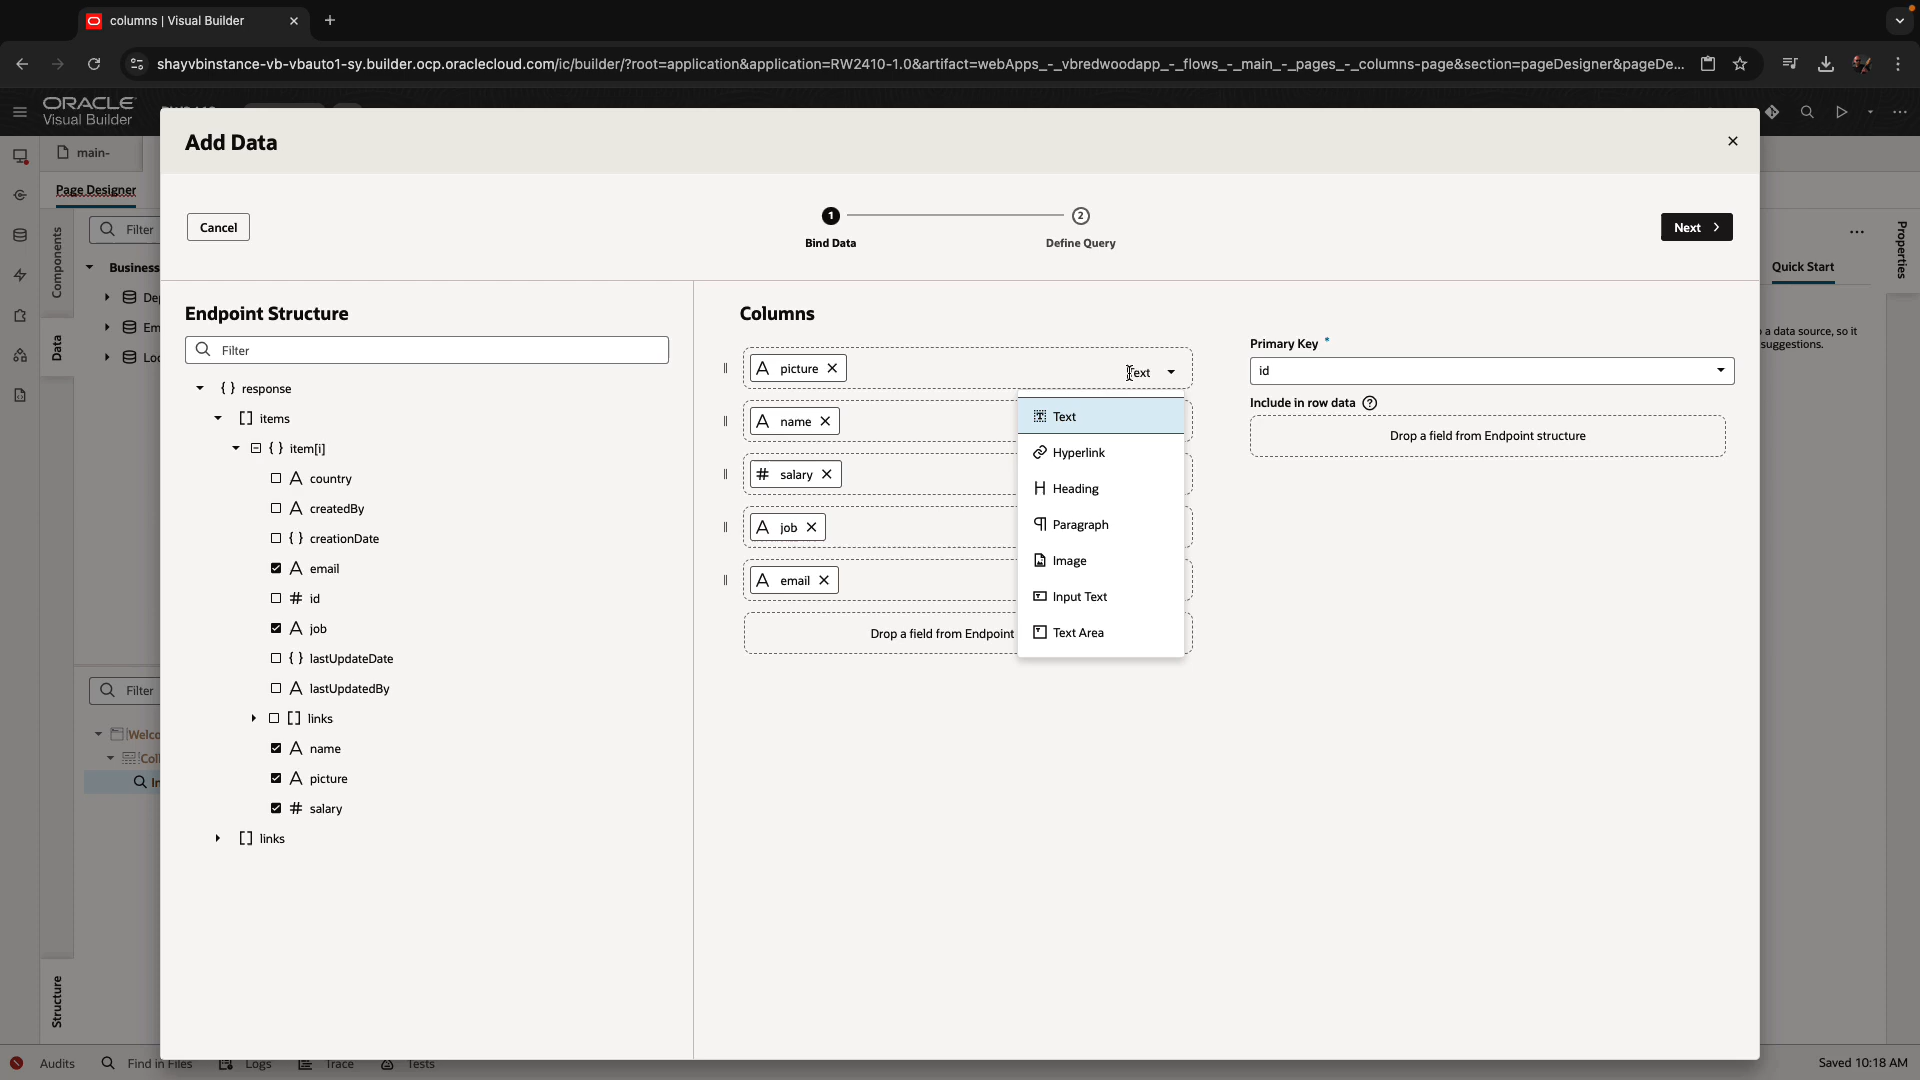 columns | Visual Builder
shayvbinstance-vb-vbauto1-sy.builder.ocp.oraclecloud.com/ic/builder/?root=application&application=RW2410-1.0&artifact=webApps_-_vbredwoodapp_-_flows_-_main_-_pages_-_columns-page&section=pageDesigner&pageDe...
ORACLE
Visual Builder
main-
Page Designer
Components
Data
Structure
Filter
Business
De
Em
Loc
Filter
Welco
Coll
In
Add Data
Cancel
1
2
Bind Data
Define Query
Next
Endpoint Structure
Filter
{ } response
[ ] items
{ } item[i]
A country
A createdBy
{ } creationDate
A email
# id
A job
{ } lastUpdateDate
A lastUpdatedBy
[ ] links
A name
A picture
# salary
[ ] links
Columns
A picture
Text
A name
# salary
A job
A email
Drop a field from Endpoint
Text
Hyperlink
Heading
Paragraph
Image
Input Text
Text Area
Primary Key *
id
Include in row data ?
Drop a field from Endpoint structure
Quick Start
Properties
a data source, so it
suggestions.
Audits
Find in Files
Logs
Trace
Tests
Saved 10:18 AM